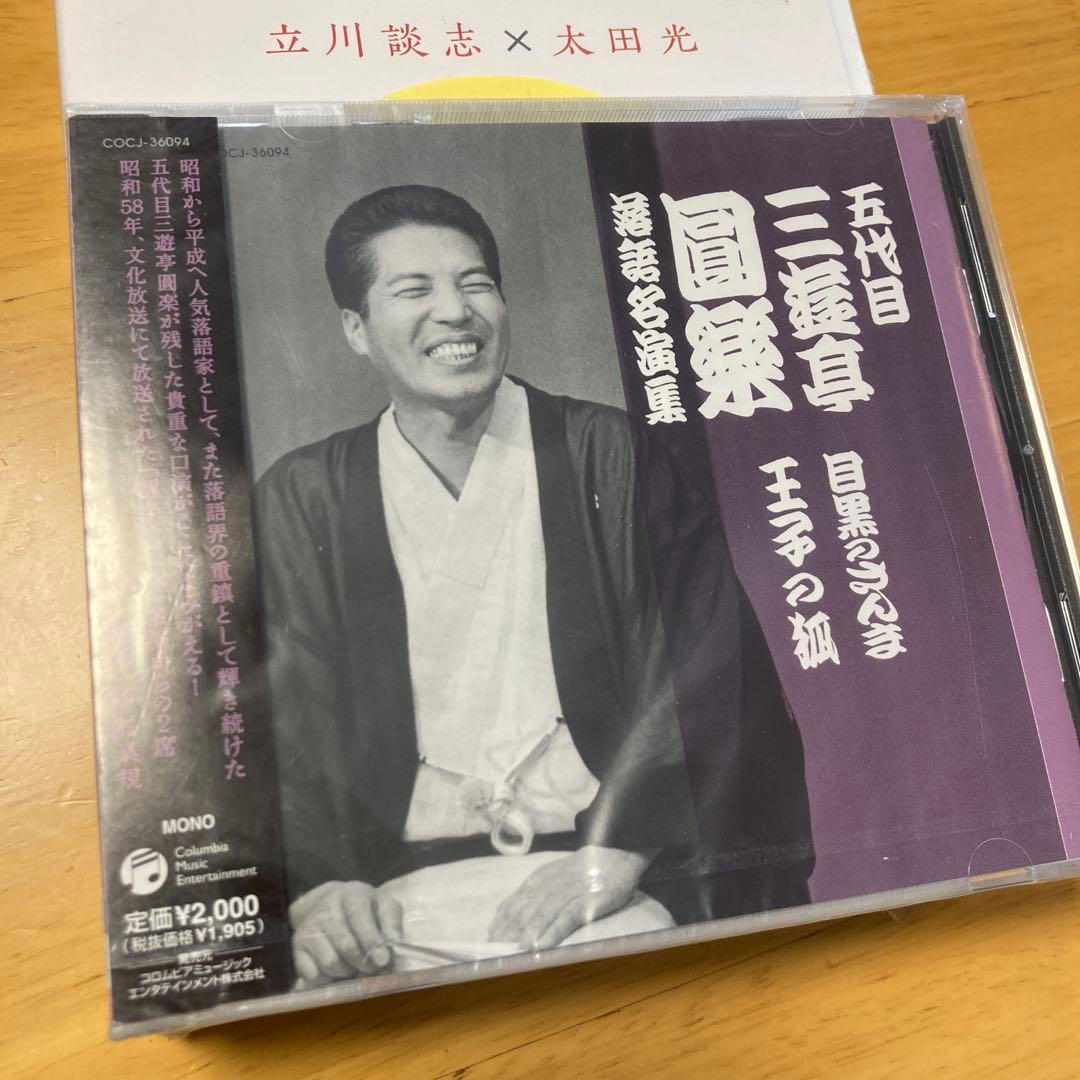 立川談志×太田光
COCJ-36094
OCJ-36094
五代目
三遊亭
圓樂
落語名演集
目黒のさんま
王子の狐
昭和から平成へ人気落語家として、また落語界の重鎮として輝き続けた
五代目三遊亭圓楽が残した貴重な口演が
える!
昭和58年、文化放送にて放送された
の2席
MONO
Columbia
Music
Entertainment
定価¥2,000
(税抜価格¥1,905)
発売元
コロムビアミュージック
エンタテインメント株式会社